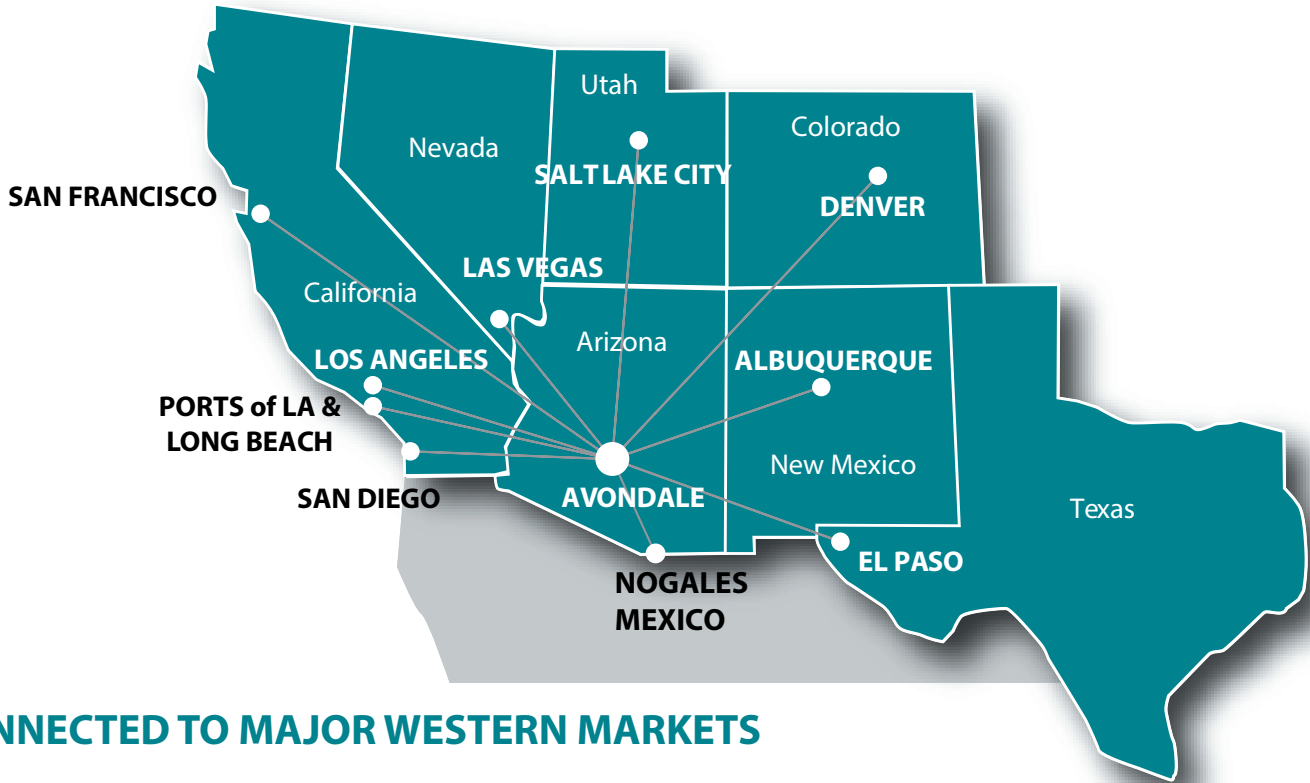 Utah
Colorado
Nevada
SALT LAKE CITY
SAN FRANCISCO
DENVER
LAS VEGAS
California
Arizona
LOS ANGELES
ALBUQUERQUE
PORTS of LA &
LONG BEACH
New Mexico
SAN DIEGO
AVONDALE
Texas
EL PASO
NOGALES
MEXICO
NNECTED TO MAJOR WESTERN MARKETS